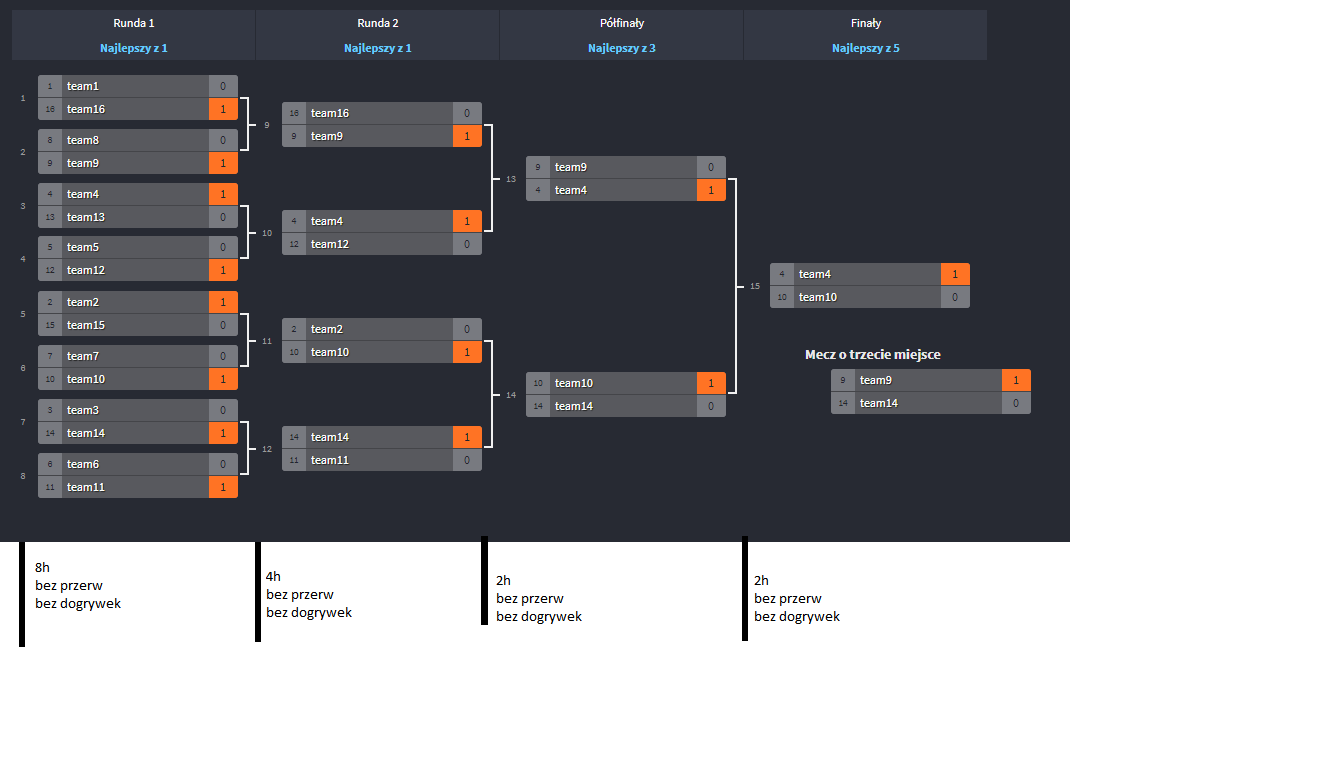 Runda 1
Najlepszy z 1
Runda 2
Najlepszy z 1
Półfinały
Najlepszy z 3
Finały
Najlepszy z 5
1
1 team1 0
16 team16 1
2
8 team8 0
9 team9 1
3
4 team4 1
13 team13 0
4
5 team5 0
12 team12 1
5
2 team2 1
15 team15 0
6
7 team7 0
10 team10 1
7
3 team3 0
14 team14 1
8
6 team6 0
11 team11 1
9
16 team16 0
9 team9 1
10
4 team4 1
12 team12 0
11
2 team2 0
10 team10 1
12
14 team14 1
11 team11 0
13
9 team9 0
4 team4 1
14
10 team10 1
14 team14 0
15
4 team4 1
10 team10 0
Mecz o trzecie miejsce
9 team9 1
14 team14 0
8h
bez przerw
bez dogrywek
4h
bez przerw
bez dogrywek
2h
bez przerw
bez dogrywek
2h
bez przerw
bez dogrywek